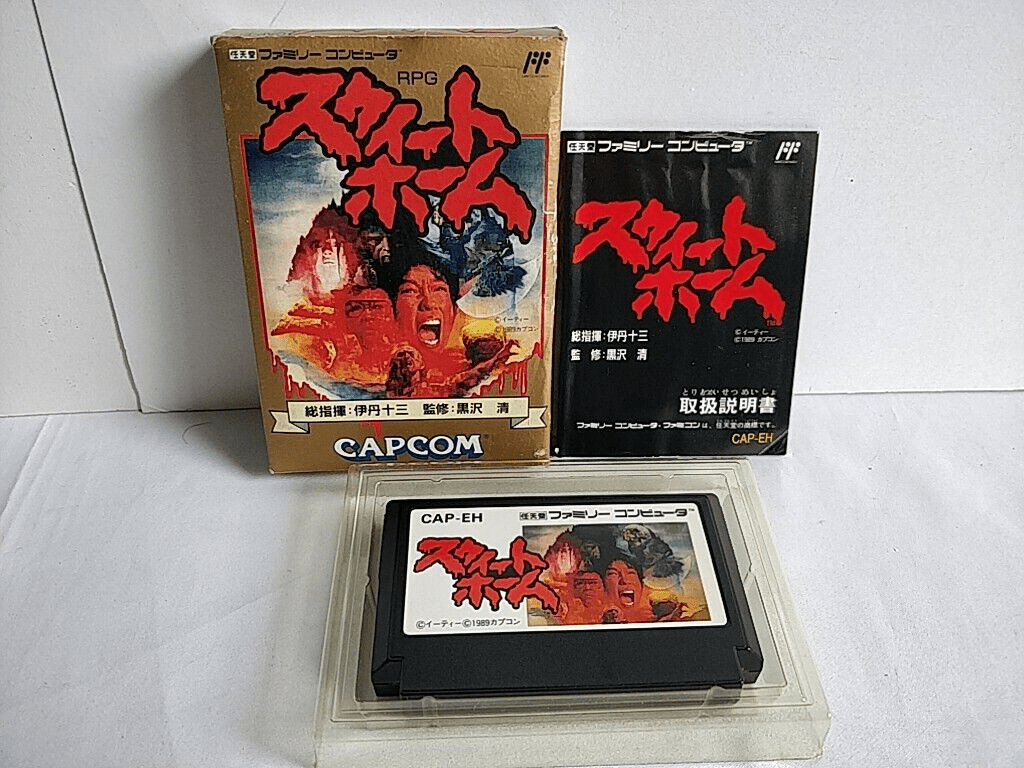 任天堂 ファミリー コンピュータ™
RPG
スウィート
ホーム
©イーティー
©1989カプコン
総指揮:伊丹十三 監修:黒沢 清
CAPCOM
任天堂 ファミリー コンピュータ™
スウィート
ホーム™
©イーティー
©1989 カプコン
総指揮:伊丹十三
監 修:黒沢 清
とりあつかいせつめいしょ
取扱説明書
ファミリー コンピュータ・ファミコンは、任天堂の商標です。
CAP-EH
CAP-EH
任天堂 ファミリー コンピュータ™
スウィート
ホーム
©イーティー©1989カプコン